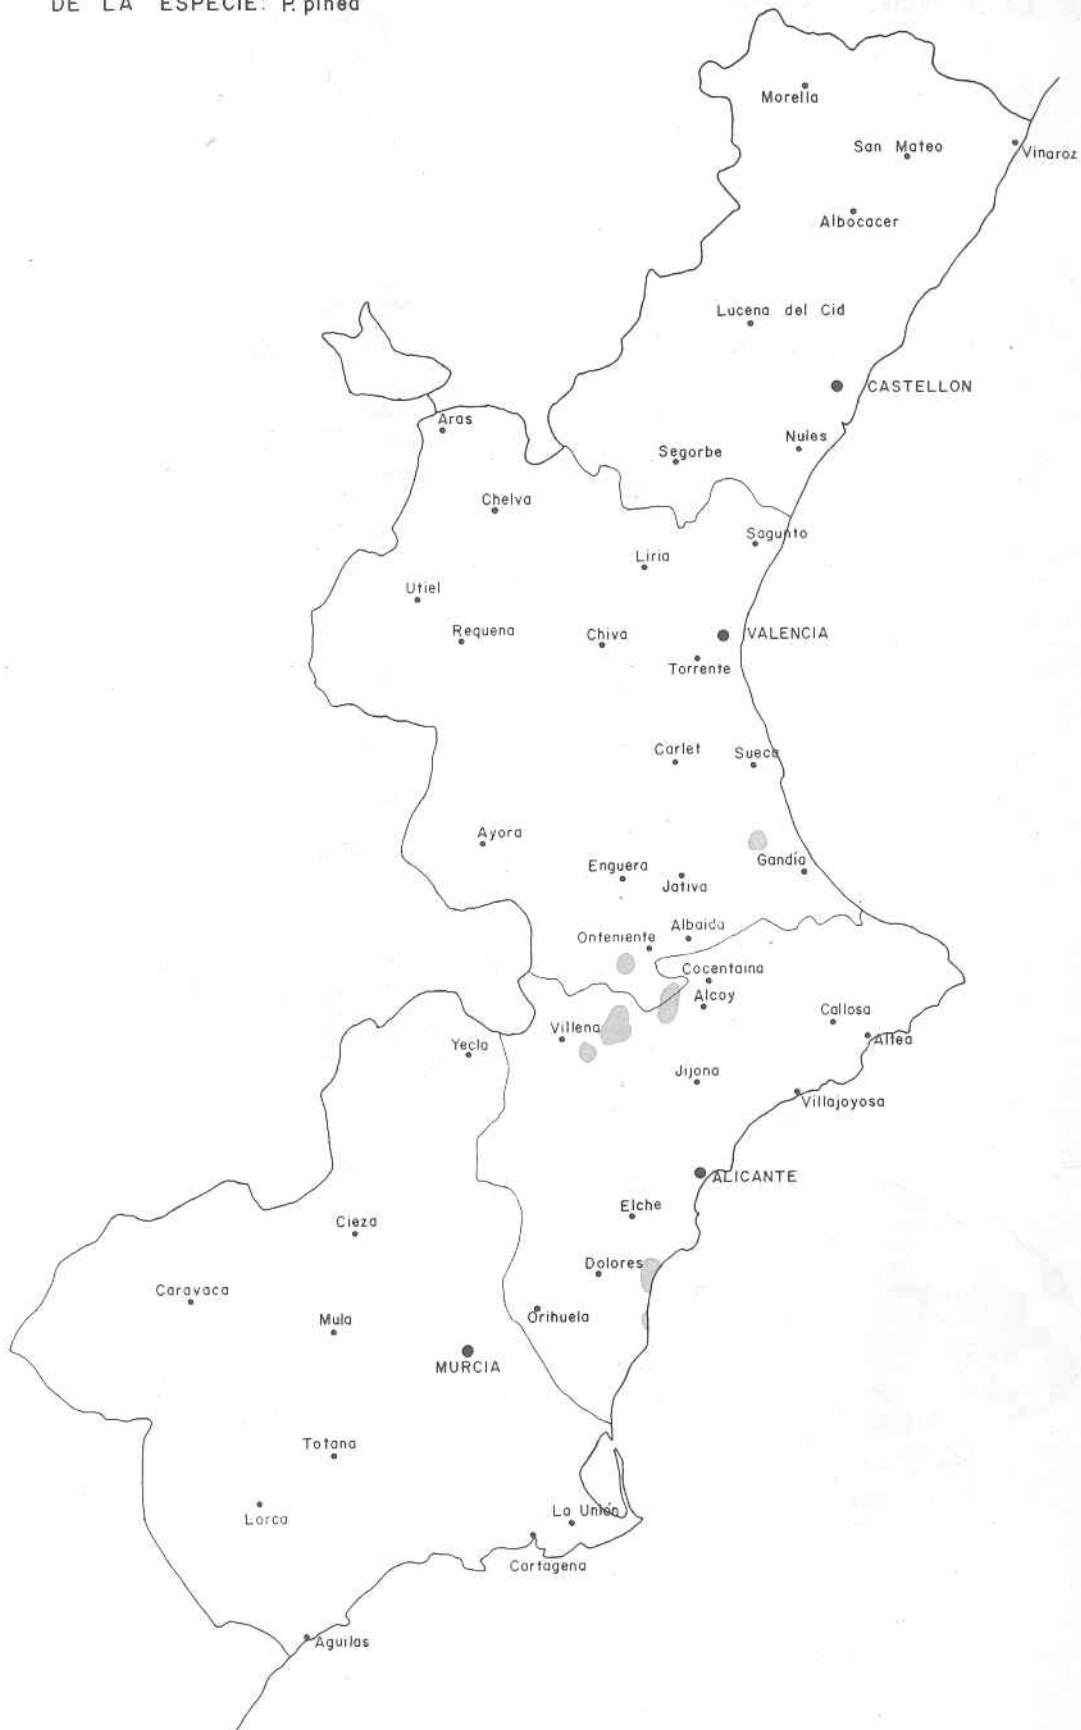 DE LA ESPECIE: P. pinea
Morella
San Mateo
Vinaroz
Albocacer
Lucena del Cid
CASTELLON
Aras
Nules
Segorbe
Chelva
Sagunto
Liria
Utiel
Requena
Chiva
VALENCIA
Torrente
Carlet
Sueca
Ayora
Gandía
Enguera
Jativa
Albaida
Onteniente
Cocentaina
Alcoy
Callosa
Villena
Altea
Yecla
Jijona
Villajoyosa
ALICANTE
Elche
Cieza
Dolores
Caravaca
Orihuela
Mula
MURCIA
Totana
La Unión
Lorca
Cartagena
Aguilas